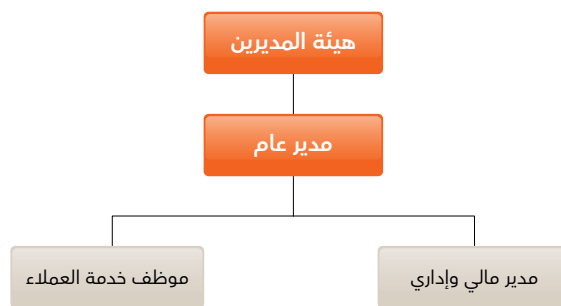 هيئة المديرين
مدير عام
مدير مالي وإداري
موظف خدمة العملاء